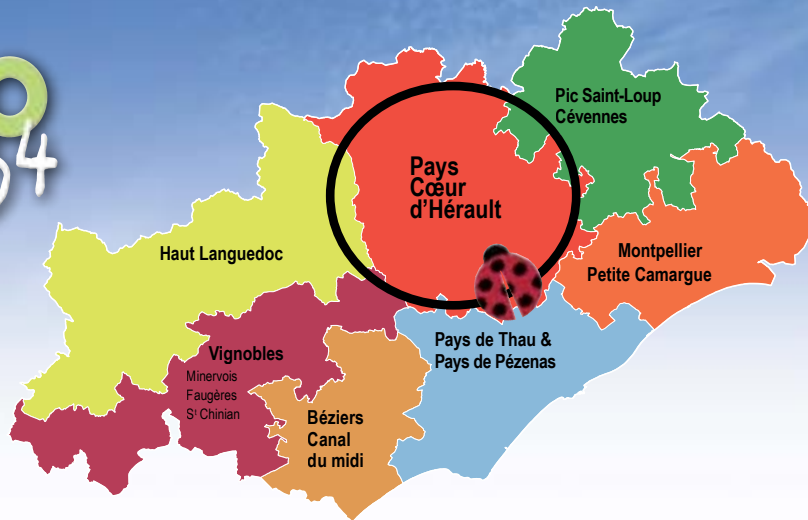 Pic Saint-Loup
Cévennes
Pays
Cœur
d'Hérault
Haut Languedoc
Montpellier
Petite Camargue
Pays de Thau &
Pays de Pézenas
Vignobles
Minervois
Faugères
Sᵗ Chinian
Béziers
Canal
du midi